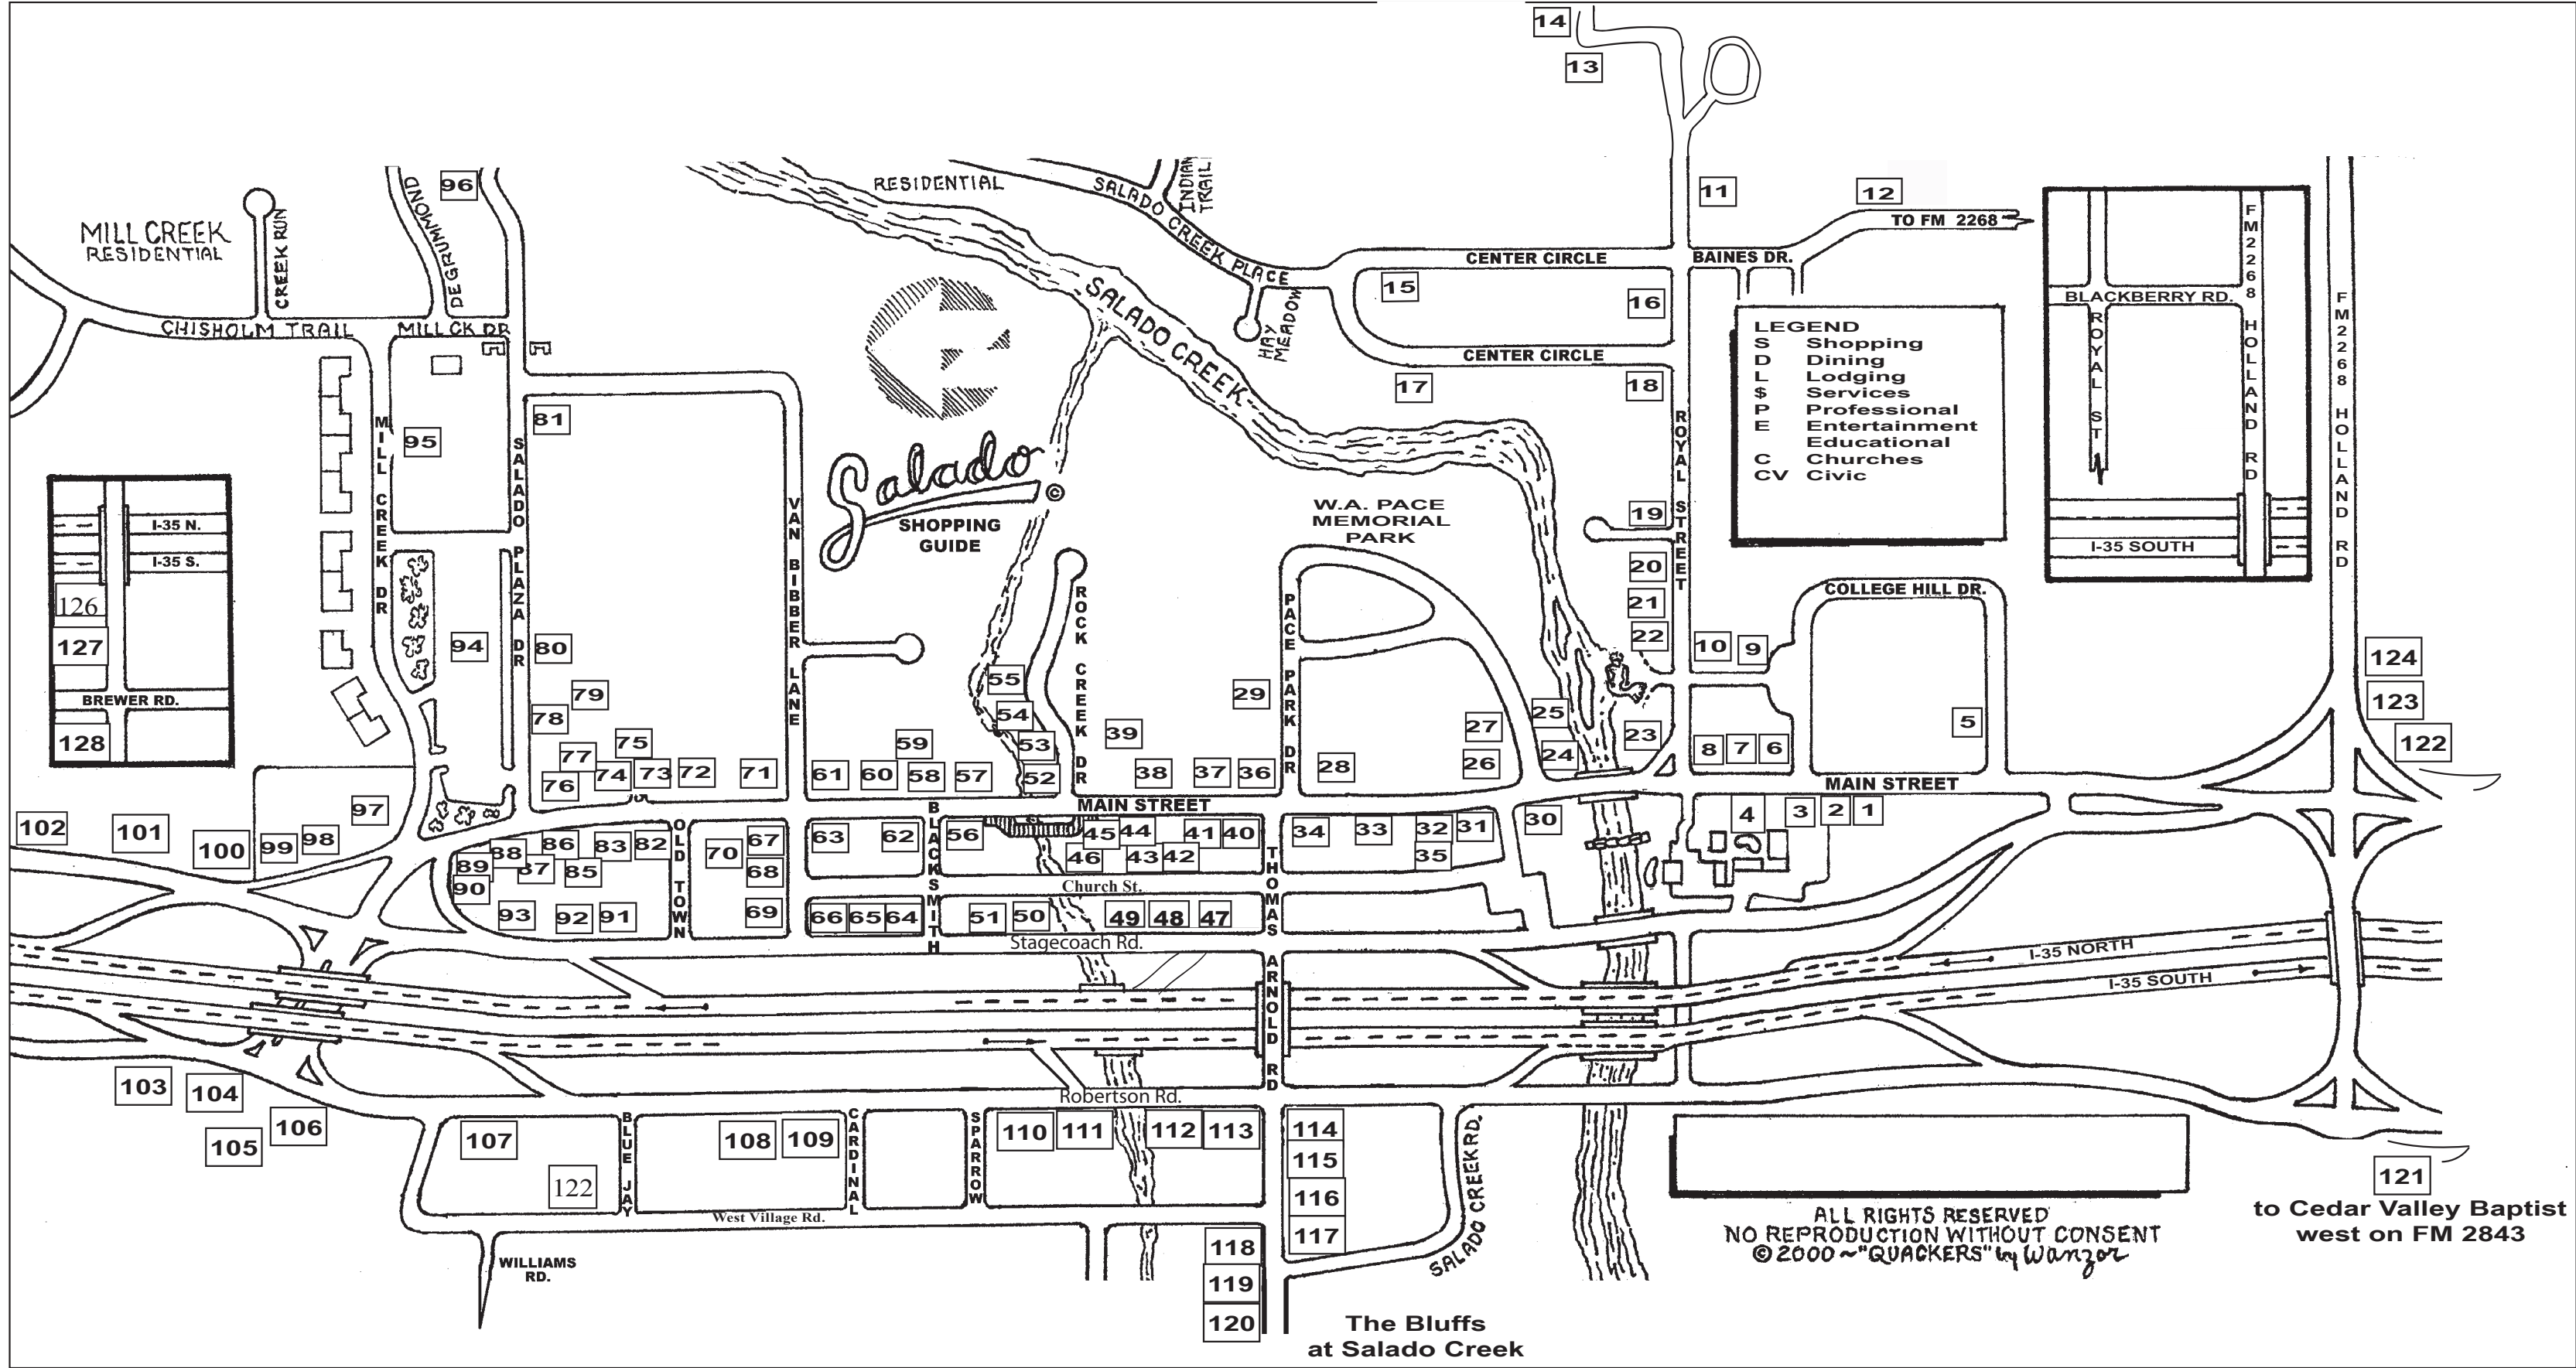 14
13
11
12
TO FM 2268
96
DEGRUMMOND
MILL CREEK
RESIDENTIAL
CREEK RUN
CHISHOLM TRAIL
MILL CK DR
RESIDENTIAL
SALADO CREEK PLACE
INDIAN
TRAIL
HAY
MEADOW
SALADO CREEK
CENTER CIRCLE
BAINES DR.
15
16
CENTER CIRCLE
17
18
ROYAL STREET
LEGEND
S Shopping
D Dining
L Lodging
$ Services
P Professional
E Entertainment
Educational
C Churches
CV Civic
BLACKBERRY RD.
ROYAL ST
FM2268 HOLLAND RD
I-35 SOUTH
FM2268 HOLLAND RD
MILL CREEK DR
95
SALADO PLAZA DR
81
VAN BIBBER LANE
Salado ©
SHOPPING
GUIDE
W.A. PACE
MEMORIAL
PARK
I-35 N.
I-35 S.
126
127
BREWER RD.
128
94
80
79
78
77
75
76
74
73
72
71
61
60
59
58
57
55
54
53
52
ROCK CREEK DR
39
38
37
36
29
PACE PARK DR
28
27
26
25
24
23
19
20
21
22
10
9
8
7
6
COLLEGE HILL DR.
5
124
123
122
MAIN STREET
MAIN STREET
102
101
100
99
98
97
89
88
86
83
82
90
87
85
93
92
91
OLD TOWN
70
67
68
69
63
62
66
65
64
BLACKSMITH
56
45
44
41
40
46
43
42
Church St.
51
50
49
48
47
Stagecoach Rd.
THOMAS ARNOLD RD
34
33
32
31
35
30
4
3
2
1
I-35 NORTH
I-35 SOUTH
Robertson Rd.
103
104
105
106
107
122
BLUE JAY
108
109
CARDINAL
SPARROW
110
111
112
113
114
115
116
117
SALADO CREEK RD.
West Village Rd.
WILLIAMS
RD.
118
119
120
The Bluffs
at Salado Creek
ALL RIGHTS RESERVED
NO REPRODUCTION WITHOUT CONSENT
©2000 ~ "QUACKERS" by Wanzor
121
to Cedar Valley Baptist
west on FM 2843